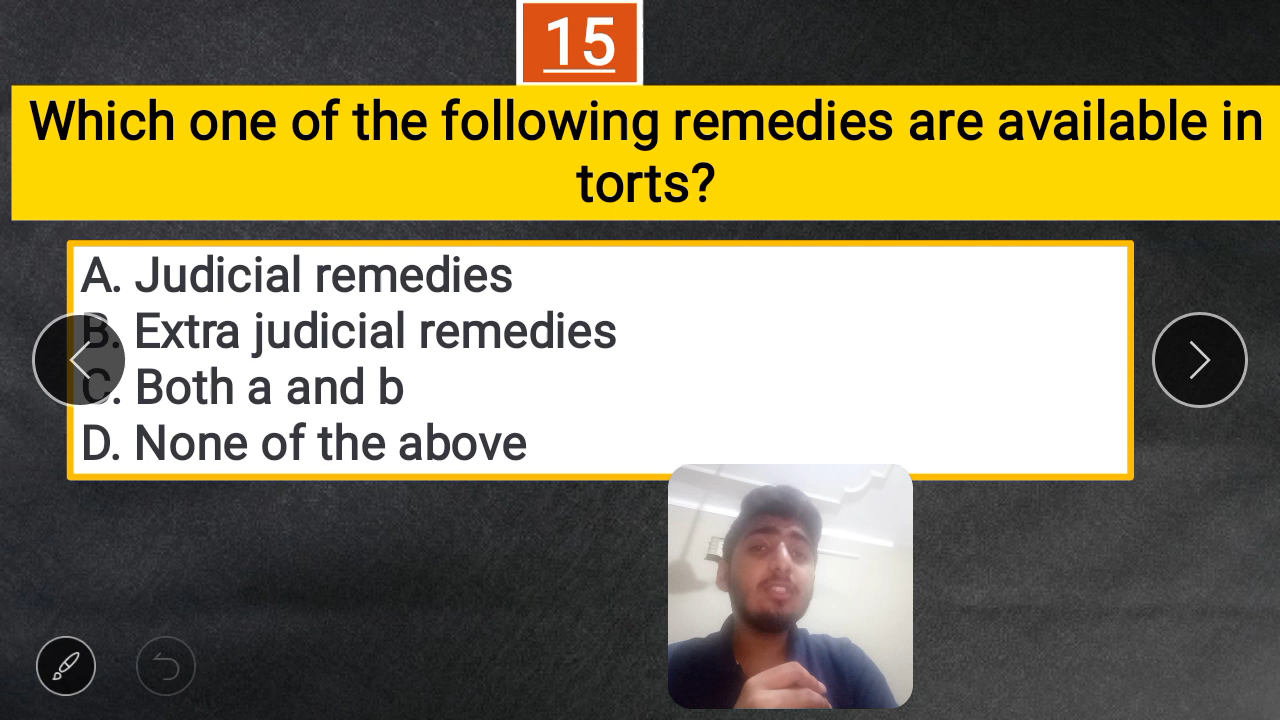 15
Which one of the following remedies are available in
torts?
A. Judicial remedies
B. Extra judicial remedies
C. Both a and b
D. None of the above